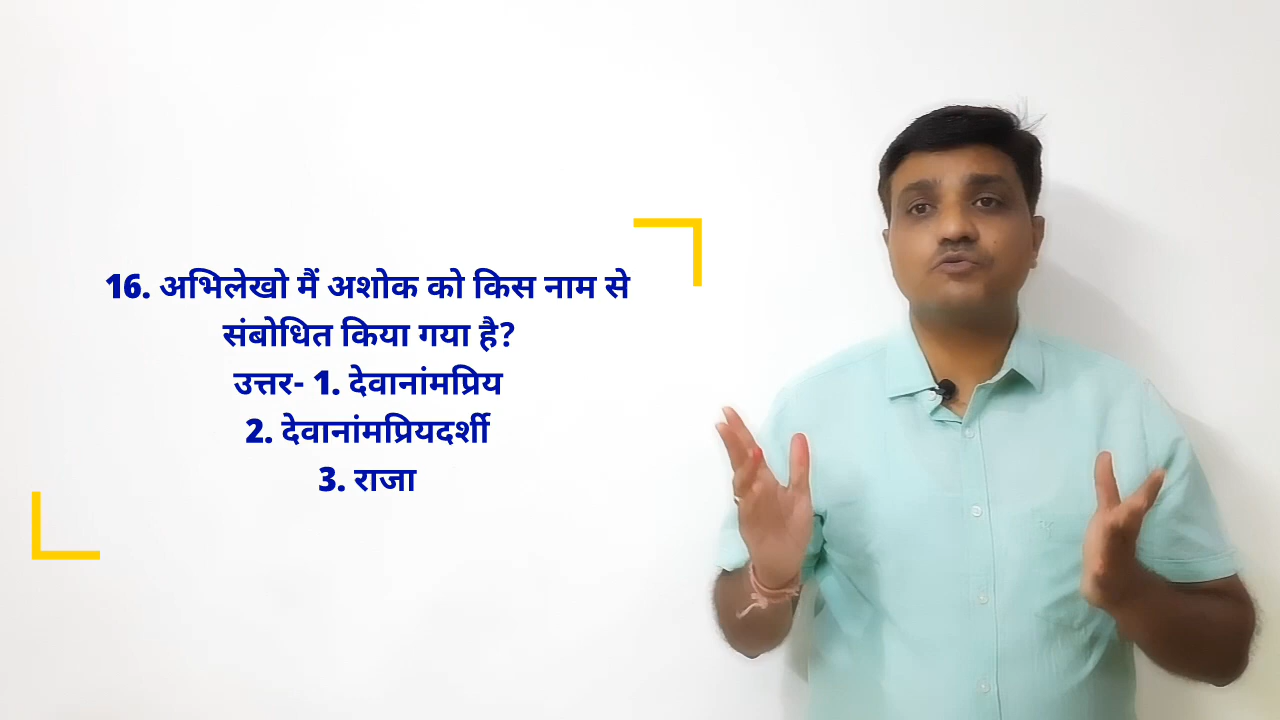 16. अभिलेखो मैं अशोक को किस नाम से
संबोधित किया गया है?
उत्तर- 1. देवानांमप्रिय
2. देवानांमप्रियदर्शी
3. राजा